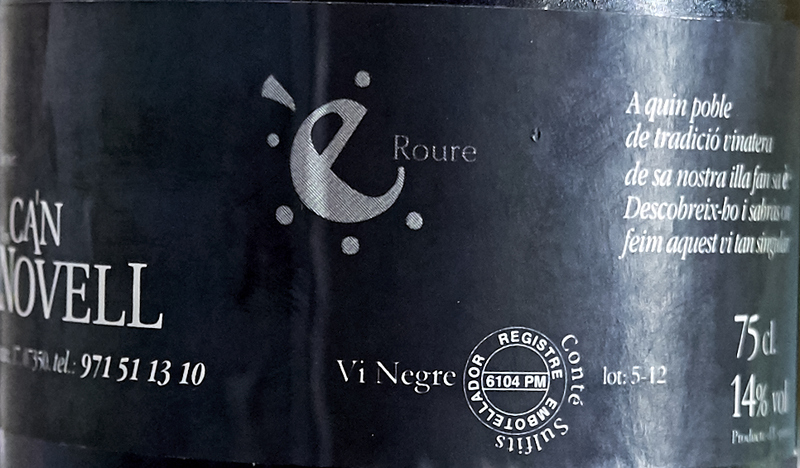 CA'N
NOVELL
tel.: 971 51 13 10
è
Roure
Vi Negre
REGISTRE
EMBOTELLADOR
6104 PM
Conté Sulfits
lot: 5-12
A quin poble
de tradició vinatera
de sa nostra illa fan sa è
Descobreix-ho i sabràs on
feim aquest vi tan singular
75 cl.
14% vol